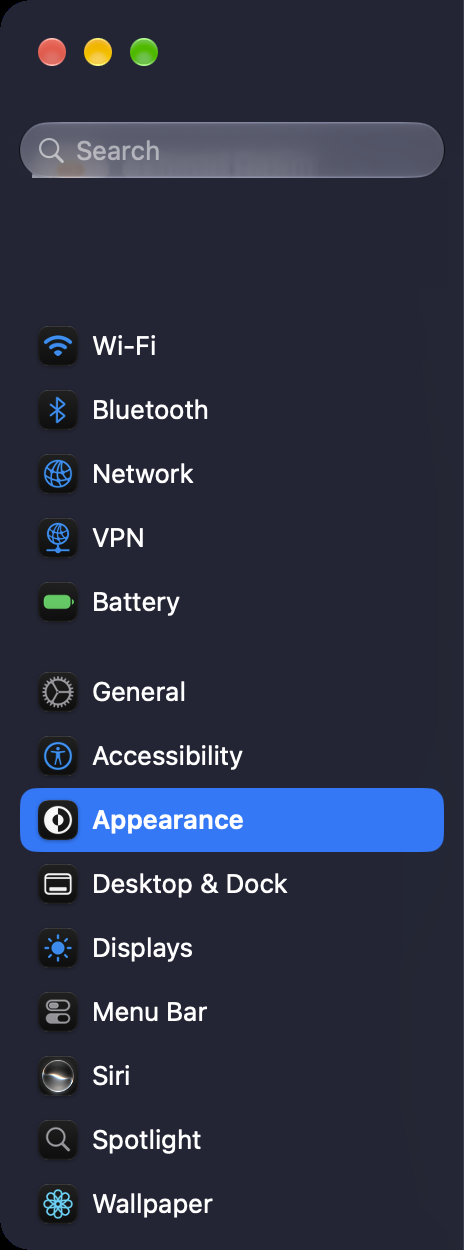 Search
Wi-Fi
Bluetooth
Network
VPN
Battery
General
Accessibility
Appearance
Desktop & Dock
Displays
Menu Bar
Siri
Spotlight
Wallpaper